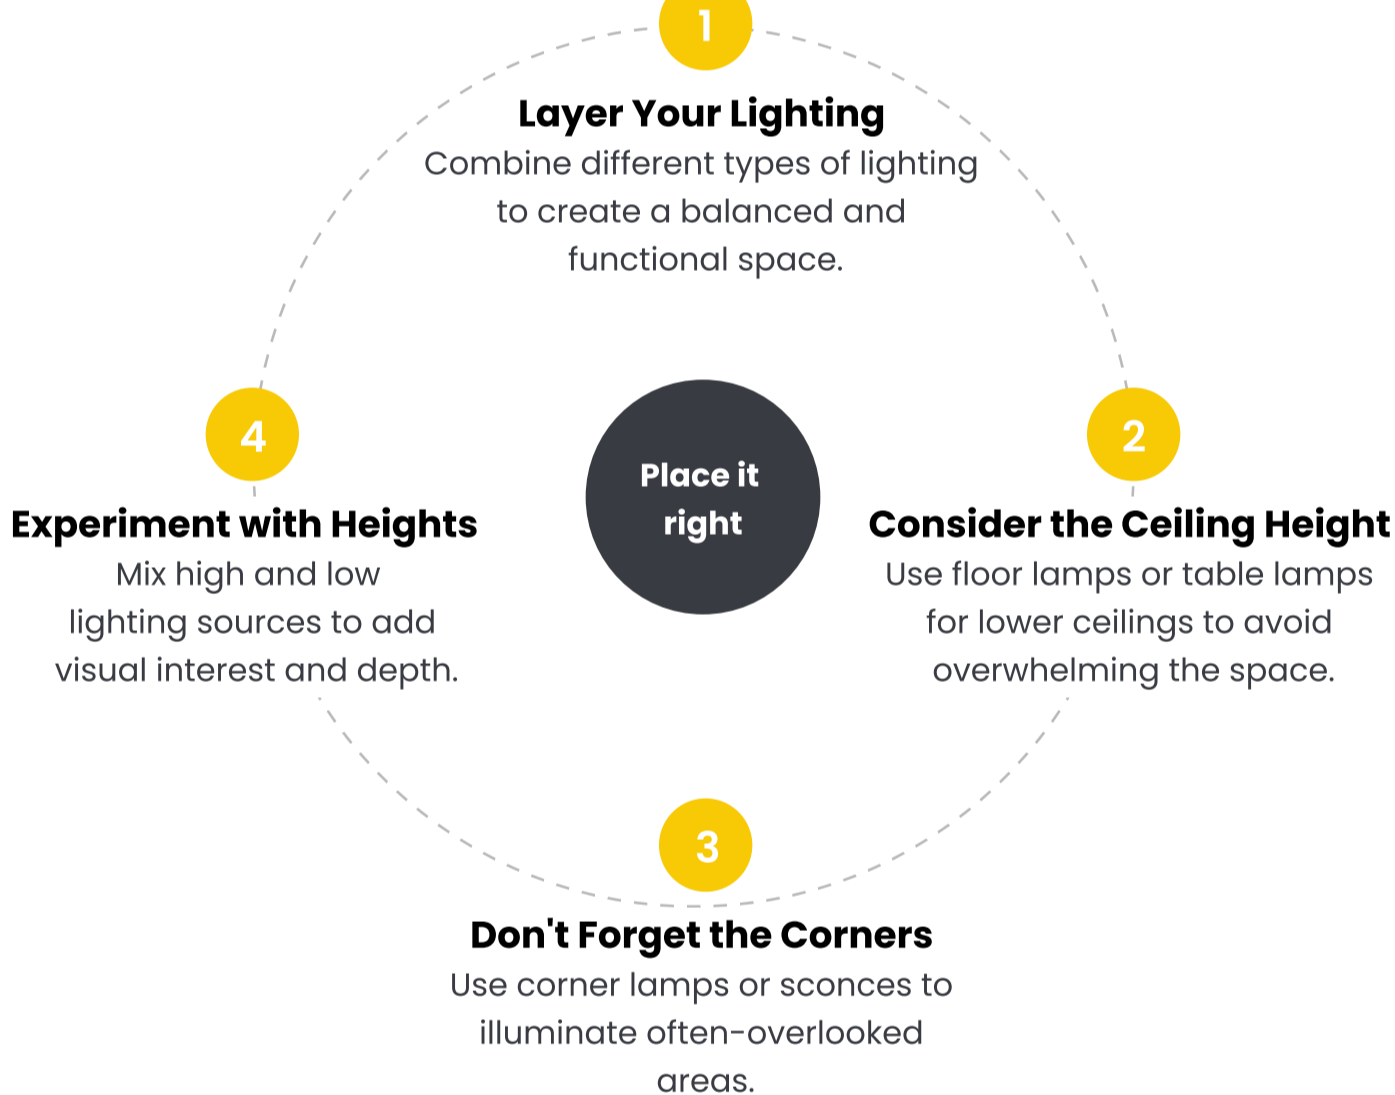 1
Layer Your Lighting
Combine different types of lighting
to create a balanced and
functional space.
Place it
right
2
Consider the Ceiling Height
Use floor lamps or table lamps
for lower ceilings to avoid
overwhelming the space.
3
Don't Forget the Corners
Use corner lamps or sconces to
illuminate often-overlooked
areas.
4
Experiment with Heights
Mix high and low
lighting sources to add
visual interest and depth.